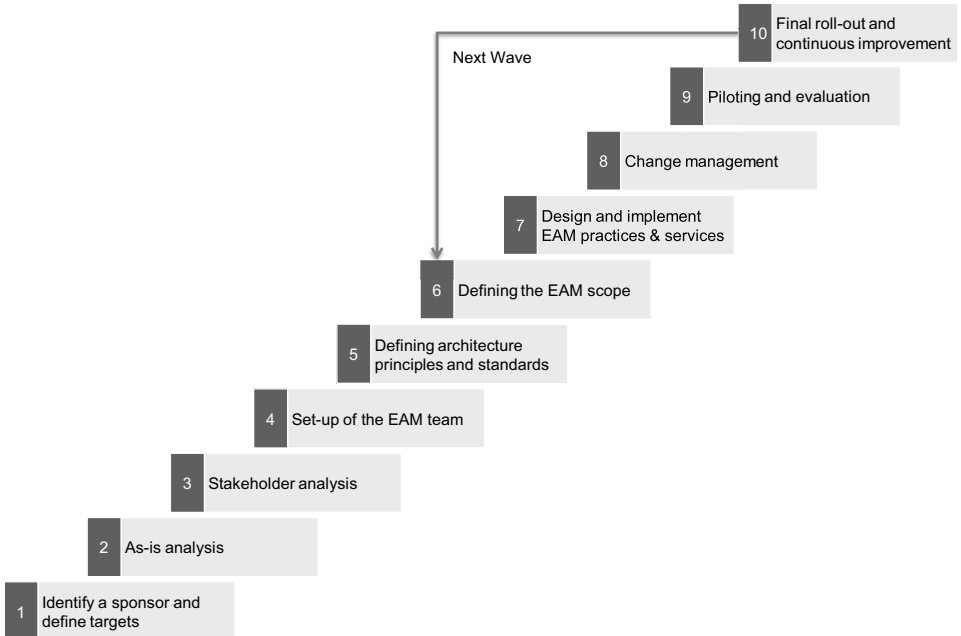 10 Final roll-out and
continuous improvement
Next Wave
9 Piloting and evaluation
8 Change management
7 Design and implement
EAM practices & services
6 Defining the EAM scope
5 Defining architecture
principles and standards
4 Set-up of the EAM team
3 Stakeholder analysis
2 As-is analysis
1 Identify a sponsor and
define targets